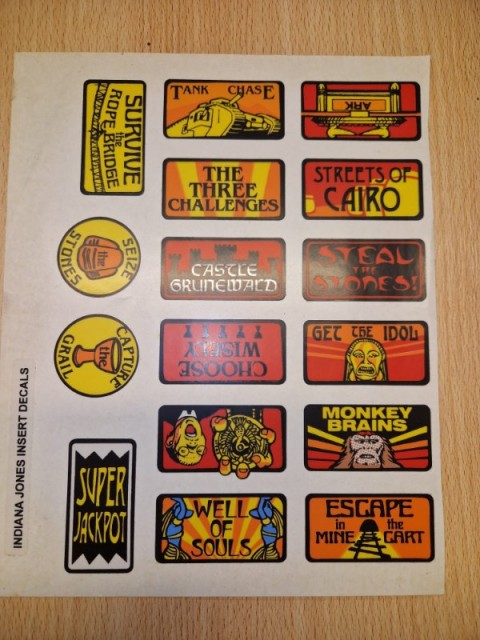 SURVIVE
the
ROPE BRIDGE
TANK CHASE
ARK
THE
THREE
CHALLENGES
STREETS OF
CAIRO
SEIZE
the
STONES
CASTLE
GRUNEWALD
STEAL
THE
STONES!
CAPTURE
the
GRAIL
CHOOSE
WISELY
GET THE IDOL
MONKEY
BRAINS
SUPER
JACKPOT
WELL
OF
SOULS
ESCAPE
in the
MINE CART
INDIANA JONES INSERT DECALS